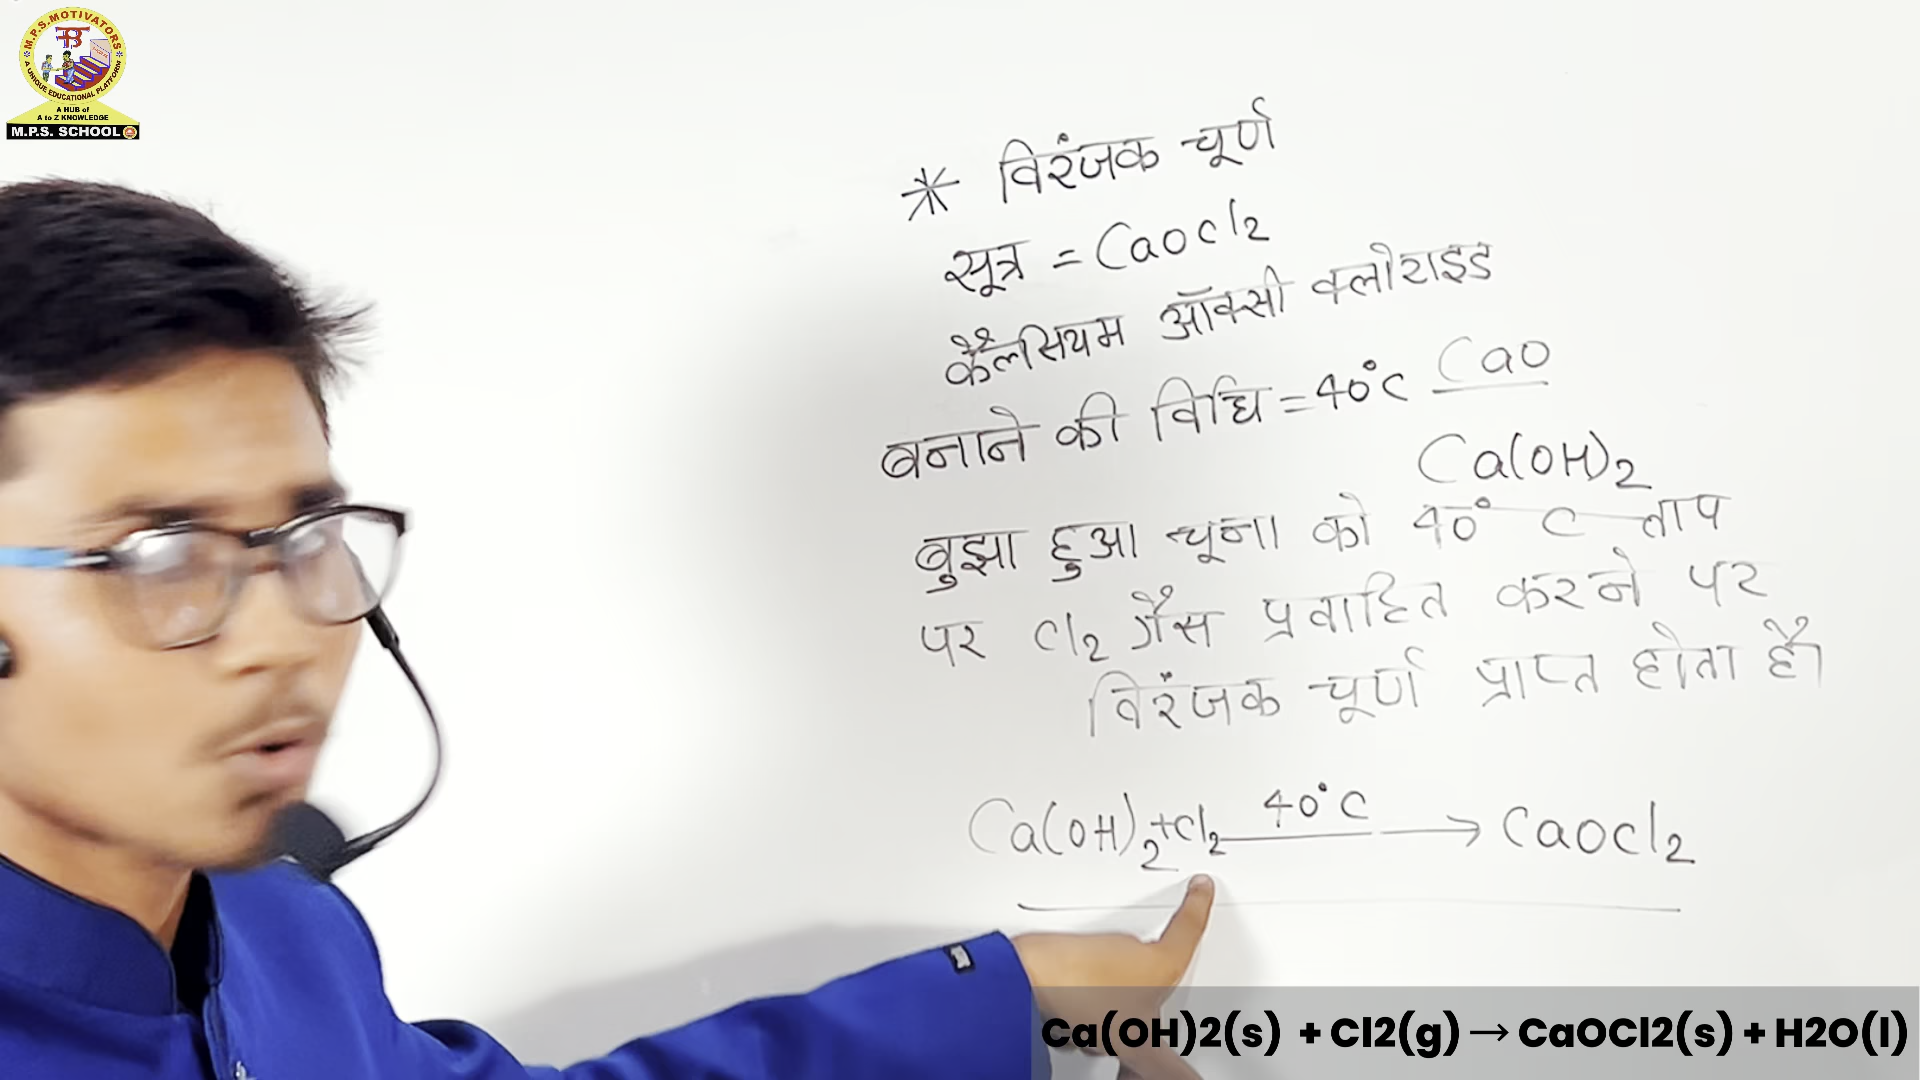 M.P.S.MOTIVATORS
A UNIQUE EDUCATIONAL PLATFORM
A HUB of
A to Z KNOWLEDGE
M.P.S. SCHOOL
* विरंजक चूर्ण
सूत्र = CaOCl2
कैल्सियम ऑक्सी क्लोराइड
बनाने की विधि = 40°C CaO
Ca(OH)2
बुझा हुआ चूना को 40° C ताप
पर Cl2 गैस प्रवाहित करने पर
विरंजक चूर्ण प्राप्त होता है।
Ca(OH)2+Cl2 40°C → CaOCl2
Ca(OH)2(s) + Cl2(g) → CaOCl2(s) + H2O(l)